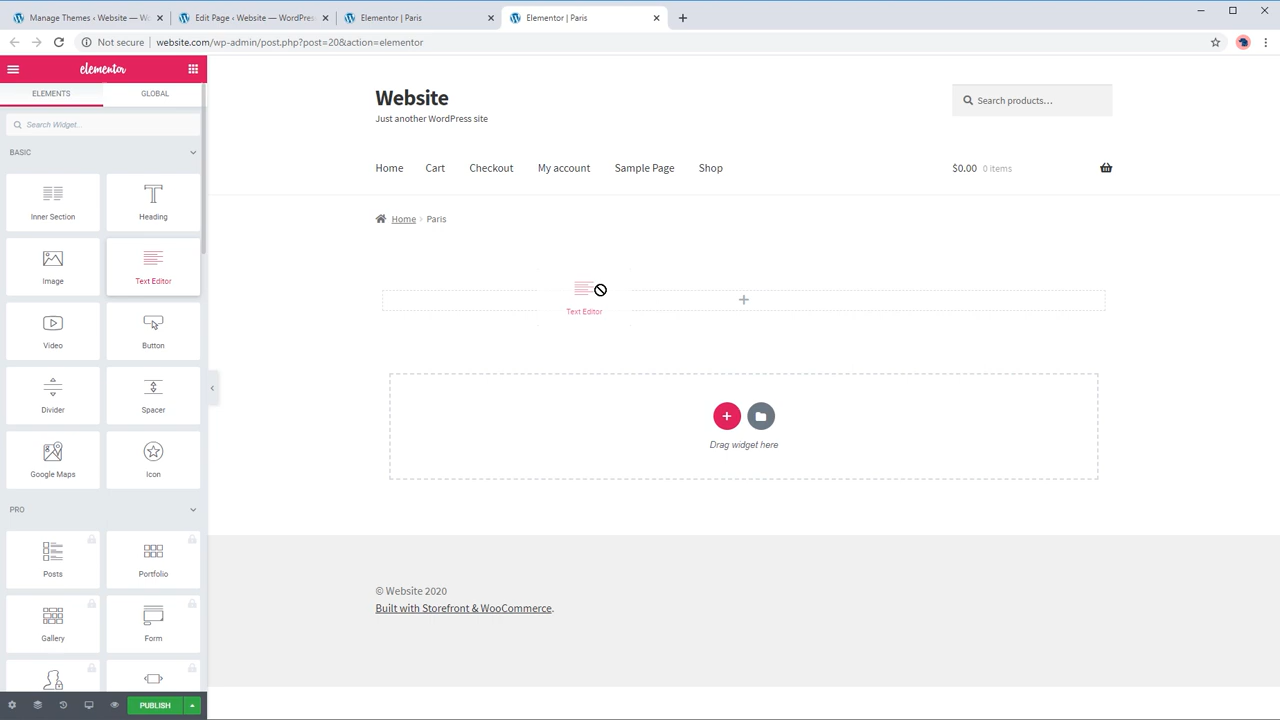 Manage Themes ‹ Website — W
Edit Page ‹ Website — WordPress
Elementor | Paris
Elementor | Paris
Not secure
website.com/wp-admin/post.php?post=20&action=elementor
elementor
ELEMENTS
GLOBAL
Search Widget...
BASIC
Inner Section
Heading
Image
Text Editor
Video
Button
Divider
Spacer
Google Maps
Icon
PRO
Posts
Portfolio
Gallery
Form
PUBLISH
Website
Just another WordPress site
Search products…
Home
Cart
Checkout
My account
Sample Page
Shop
$0.00 0 items
Home
Paris
Text Editor
Drag widget here
© Website 2020
Built with Storefront & WooCommerce.